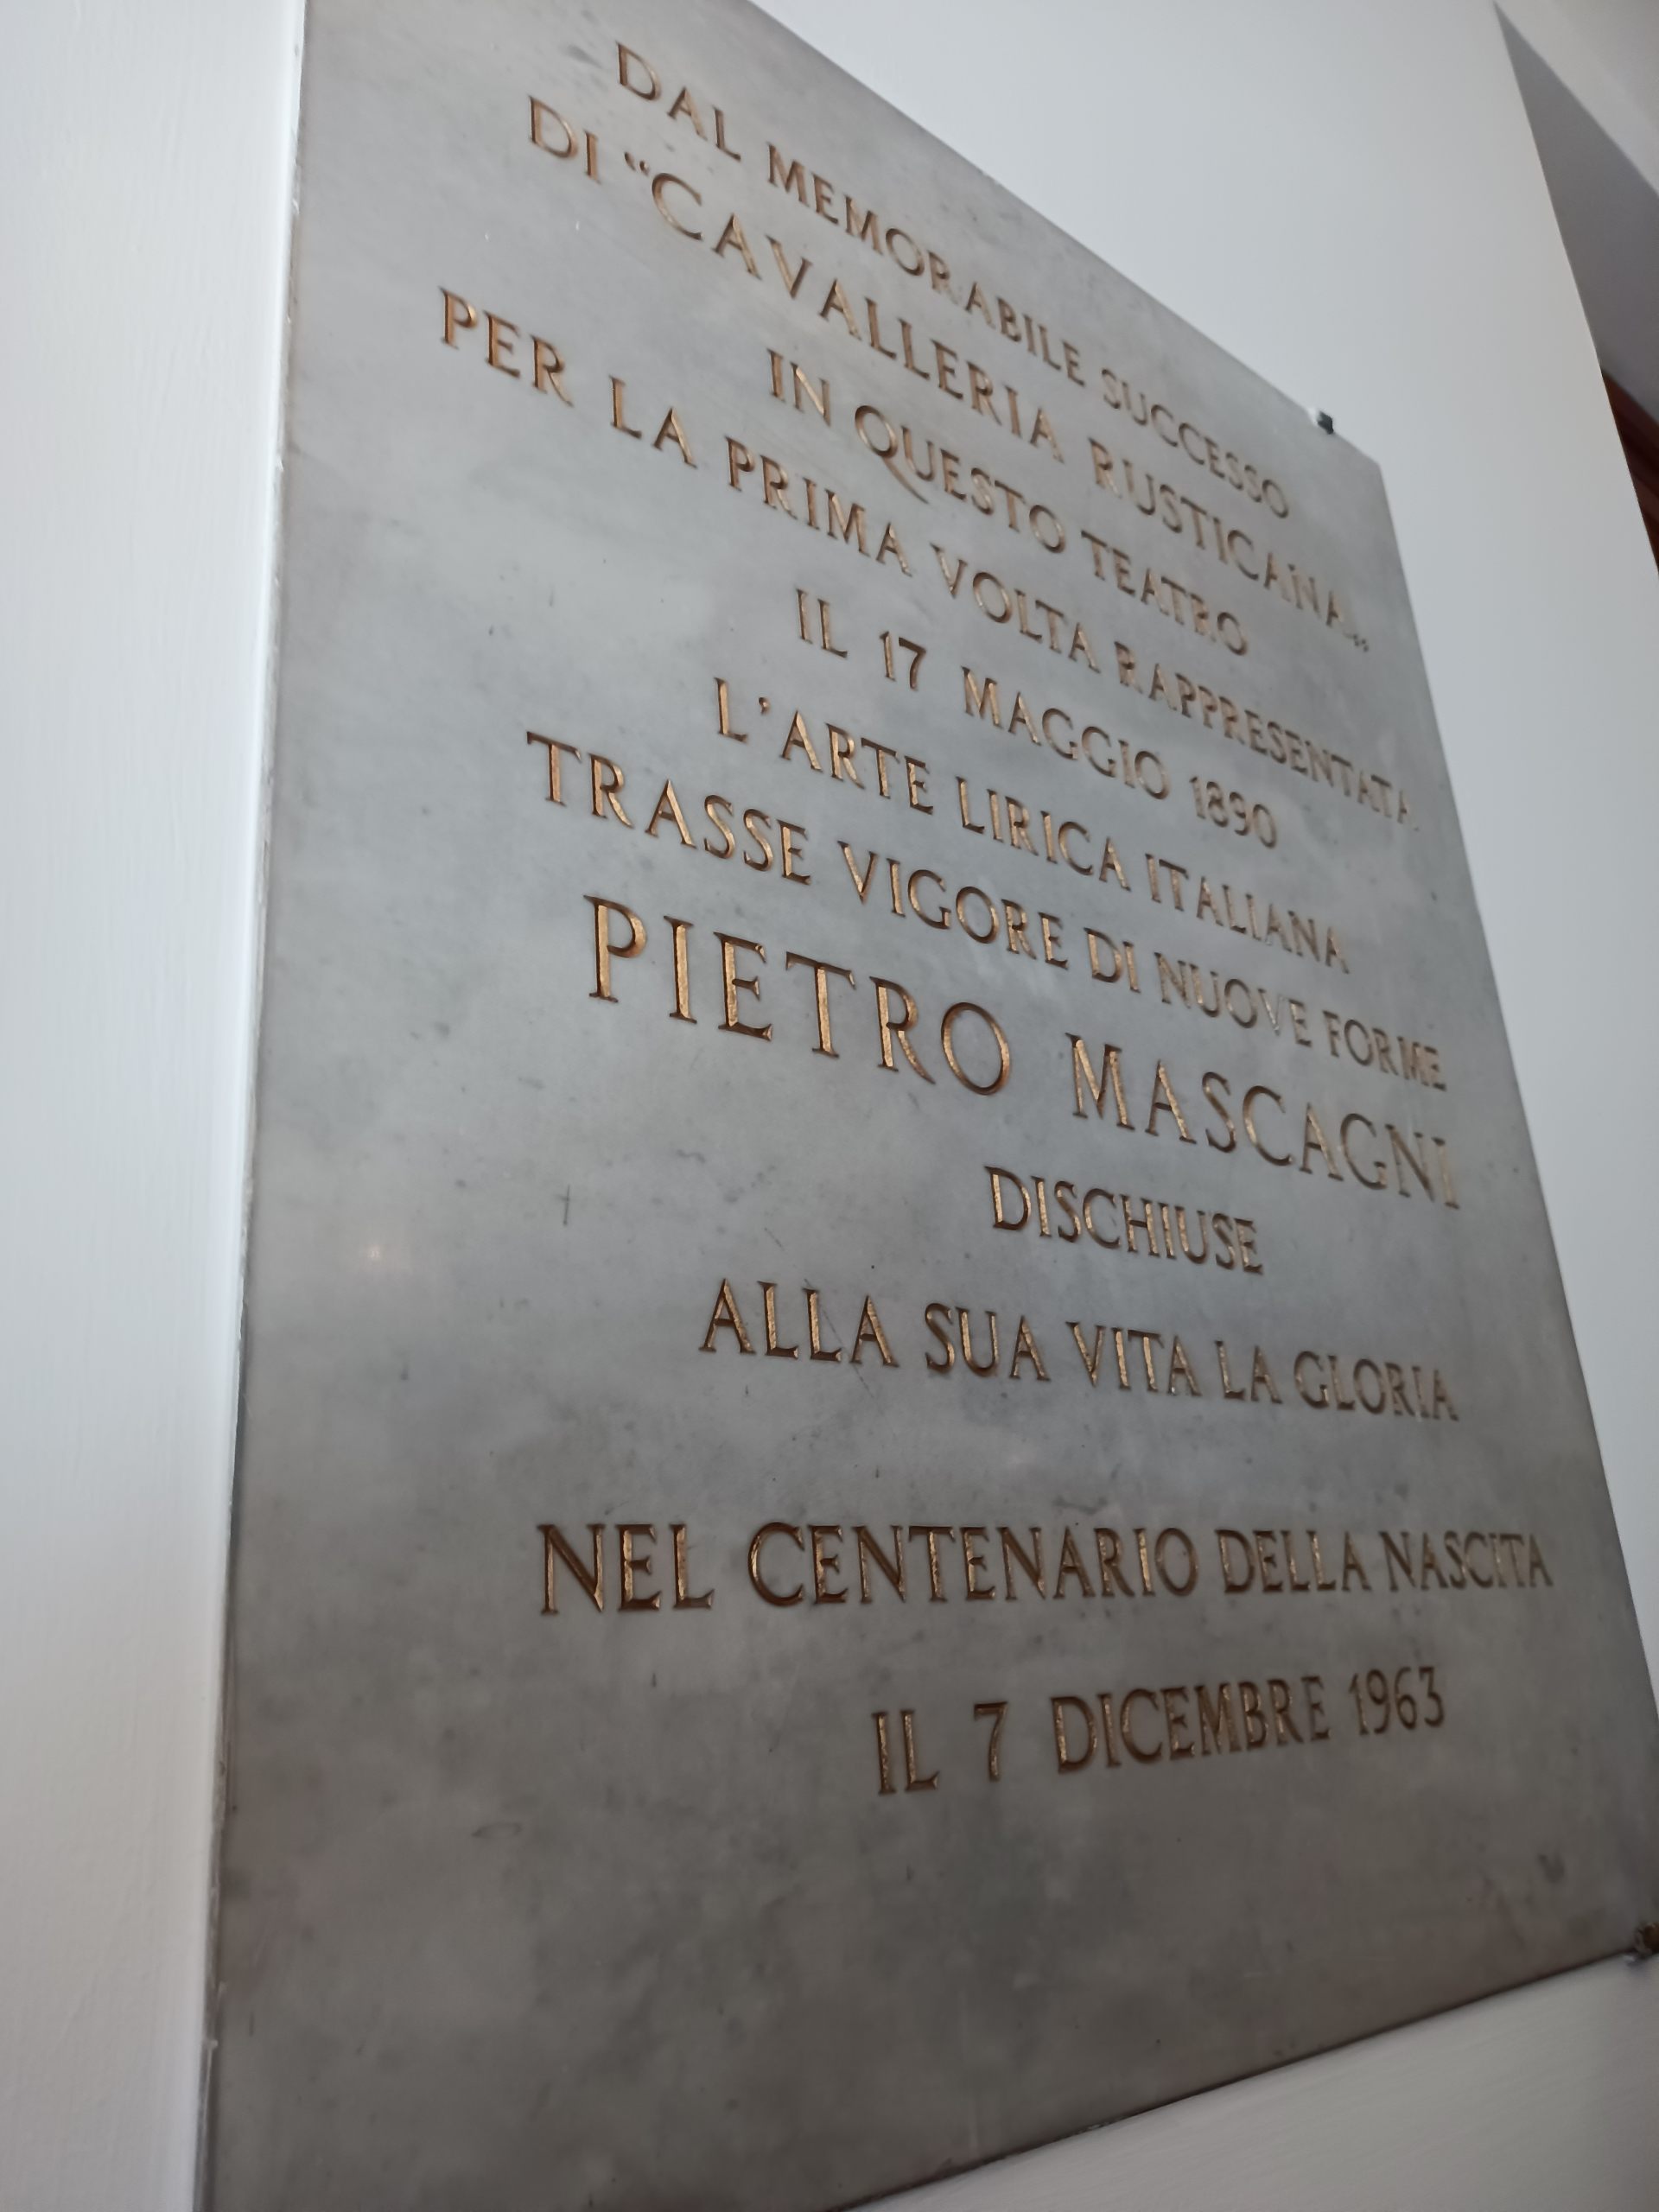 DAL MEMORABILE SUCCESSO
DI “CAVALLERIA RUSTICANA„
IN QUESTO TEATRO
PER LA PRIMA VOLTA RAPPRESENTATA
IL 17 MAGGIO 1890
L'ARTE LIRICA ITALIANA
TRASSE VIGORE DI NUOVE FORME
PIETRO MASCAGNI
DISCHIUSE
ALLA SUA VITA LA GLORIA
NEL CENTENARIO DELLA NASCITA
IL 7 DICEMBRE 1963